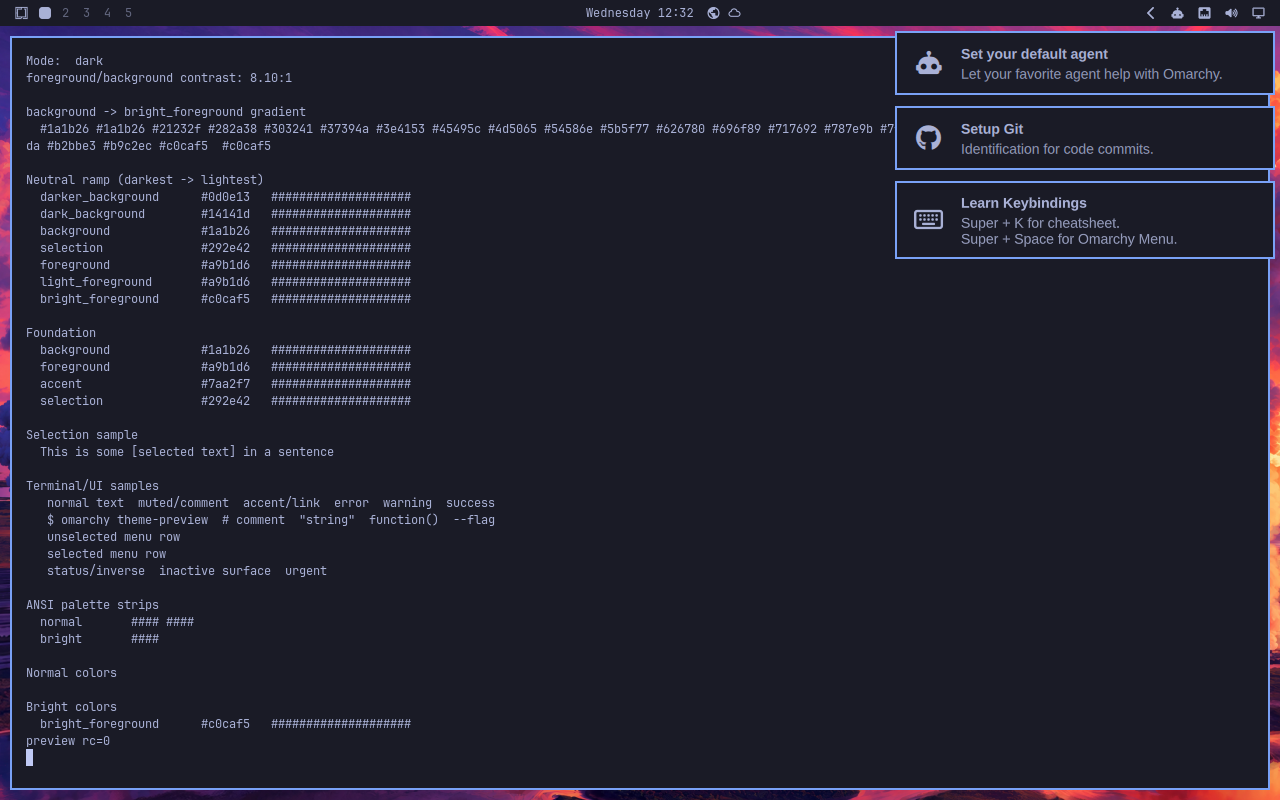 2 3 4 5
Wednesday 12:32
Mode:  dark
foreground/background contrast: 8.10:1
background -> bright_foreground gradient
#1a1b26 #1a1b26 #21232f #282a38 #303241 #37394a #3e4153 #45495c #4d5065 #54586e #5b5f77 #626780 #696f89 #717692 #787e9b #7
da #b2bbe3 #b9c2ec #c0caf5  #c0caf5
Neutral ramp (darkest -> lightest)
darker_background      #0d0e13   ####################
dark_background        #14141d   ####################
background             #1a1b26   ####################
selection              #292e42   ####################
foreground             #a9b1d6   ####################
light_foreground       #a9b1d6   ####################
bright_foreground      #c0caf5   ####################
Foundation
background             #1a1b26   ####################
foreground             #a9b1d6   ####################
accent                 #7aa2f7   ####################
selection              #292e42   ####################
Selection sample
This is some [selected text] in a sentence
Terminal/UI samples
normal text  muted/comment  accent/link  error  warning  success
$ omarchy theme-preview  # comment  "string"  function()  --flag
unselected menu row
selected menu row
status/inverse  inactive surface  urgent
ANSI palette strips
normal       #### ####
bright       ####
Normal colors
Bright colors
bright_foreground      #c0caf5   ####################
preview rc=0
Set your default agent
Let your favorite agent help with Omarchy.
Setup Git
Identification for code commits.
Learn Keybindings
Super + K for cheatsheet.
Super + Space for Omarchy Menu.